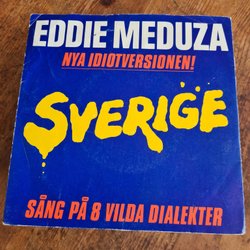 EDDIE MEDUZA
NYA IDIOTVERSIONEN!
SVERIGE
SÅNG PÅ 8 VILDA DIALEKTER